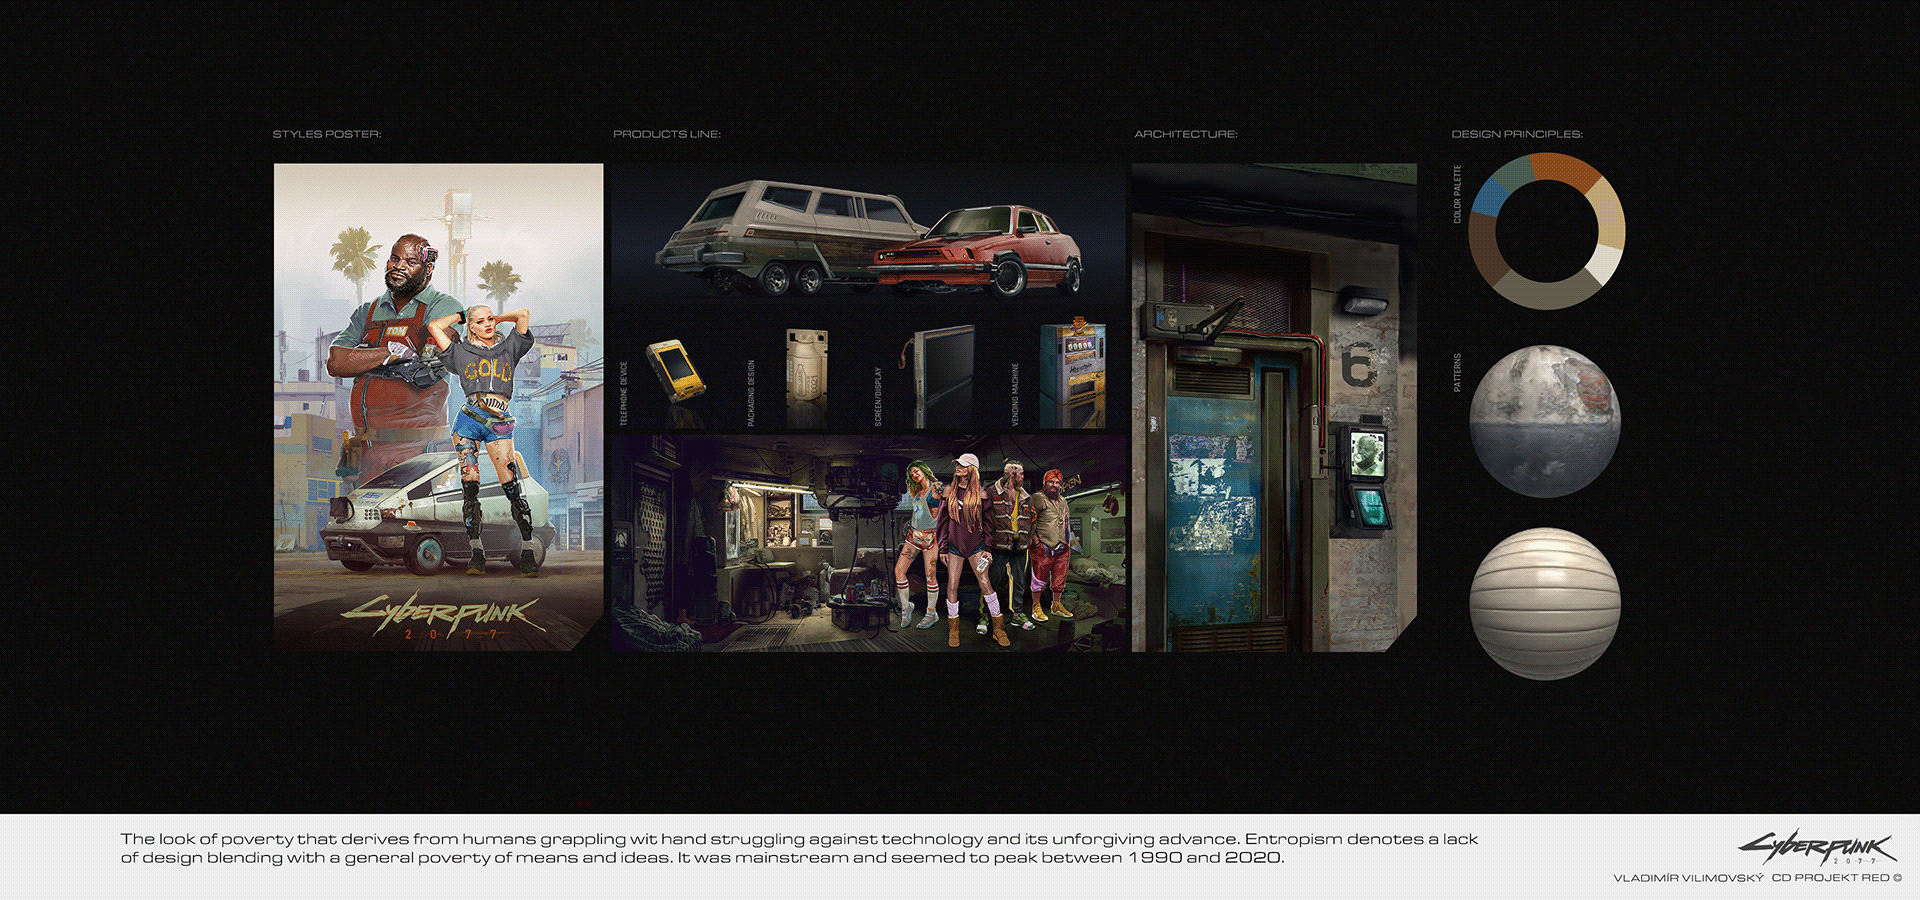 STYLES POSTER:
PRODUCTS LINE:
ARCHITECTURE:
DESIGN PRINCIPLES:
COLOR PALETTE
TOM
GOLD
CYBERPUNK
2077
TELEPHONE DEVICE
PACKAGING DESIGN
SCREEN/DISPLAY
VENDING MACHINE
OPEN
6
PATTERNS
The look of poverty that derives from humans grappling wit hand struggling against technology and its unforgiving advance. Entropism denotes a lack
of design blending with a general poverty of means and ideas. It was mainstream and seemed to peak between 1990 and 2020.
CYBERPUNK
2077
VLADIMÍR VILIMOVSKÝ CD PROJEKT RED ©